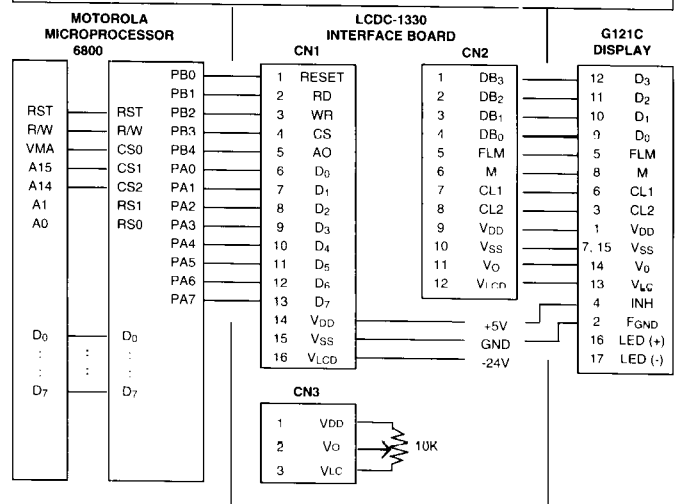 MOTOROLA
MICROPROCESSOR
6800
LCDC-1330
INTERFACE BOARD
CN1
CN2
G121C
DISPLAY
RST
R/W
VMA
A15
A14
A1
A0
D0
:
:
D7
:
:
RST
R/W
CS0
CS1
CS2
RS1
RS0
D0
:
:
D7
PB0
PB1
PB2
PB3
PB4
PA0
PA1
PA2
PA3
PA4
PA5
PA6
PA7
1 RESET
2 RD
3 WR
4 CS
5 AO
6 D0
7 D1
8 D2
9 D3
10 D4
11 D5
12 D6
13 D7
14 VDD
15 VSS
16 VLCD
1 DB3
2 DB2
3 DB1
4 DB0
5 FLM
6 M
7 CL1
8 CL2
9 VDD
10 VSS
11 VO
12 VLCD
+5V
GND
-24V
12 D3
11 D2
10 D1
9 D0
5 FLM
8 M
6 CL1
3 CL2
1 VDD
7, 15 VSS
14 V0
13 VLC
4 INH
2 FGND
16 LED (+)
17 LED (-)
CN3
1 VDD
2 VO
3 VLC
10K